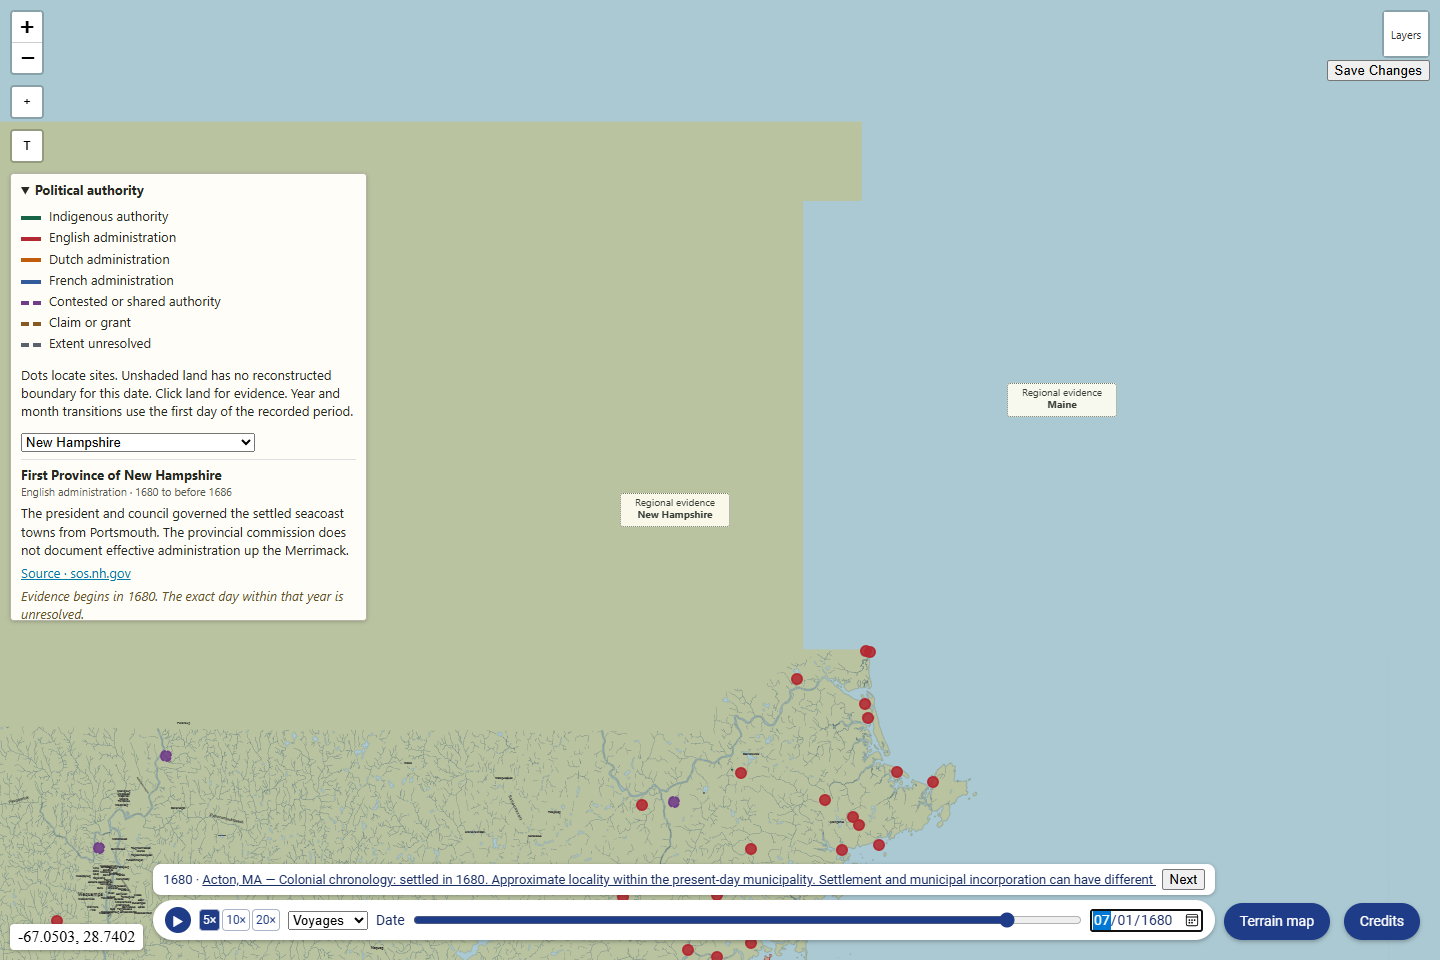 +
−
+
T
Layers
Save Changes
▼ Political authority
Indigenous authority
English administration
Dutch administration
French administration
Contested or shared authority
Claim or grant
Extent unresolved
Dots locate sites. Unshaded land has no reconstructed
boundary for this date. Click land for evidence. Year and
month transitions use the first day of the recorded period.
New Hampshire
First Province of New Hampshire
English administration · 1680 to before 1686
The president and council governed the settled seacoast
towns from Portsmouth. The provincial commission does
not document effective administration up the Merrimack.
Source · sos.nh.gov
Evidence begins in 1680. The exact day within that year is
unresolved.
Regional evidence
Maine
Regional evidence
New Hampshire
1680 · Acton, MA — Colonial chronology: settled in 1680. Approximate locality within the present-day municipality. Settlement and municipal incorporation can have different
Next
5× 10× 20× Voyages Date 07/01/1680
Terrain map
Credits
-67.0503, 28.7402